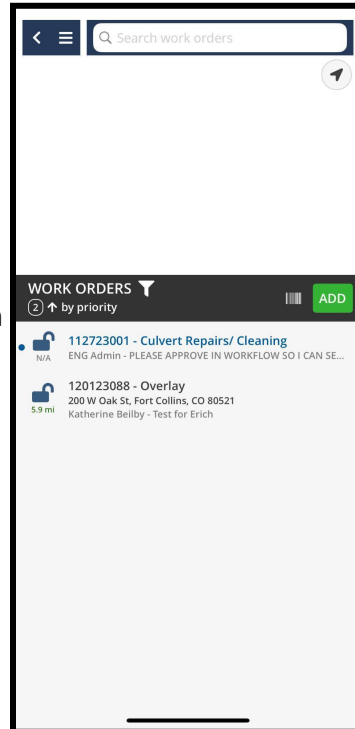 Search work orders
WORK ORDERS
2 ↑ by priority
ADD
112723001 - Culvert Repairs/ Cleaning
N/A
ENG Admin - PLEASE APPROVE IN WORKFLOW SO I CAN SE...
120123088 - Overlay
200 W Oak St, Fort Collins, CO 80521
5.9 mi
Katherine Beilby - Test for Erich